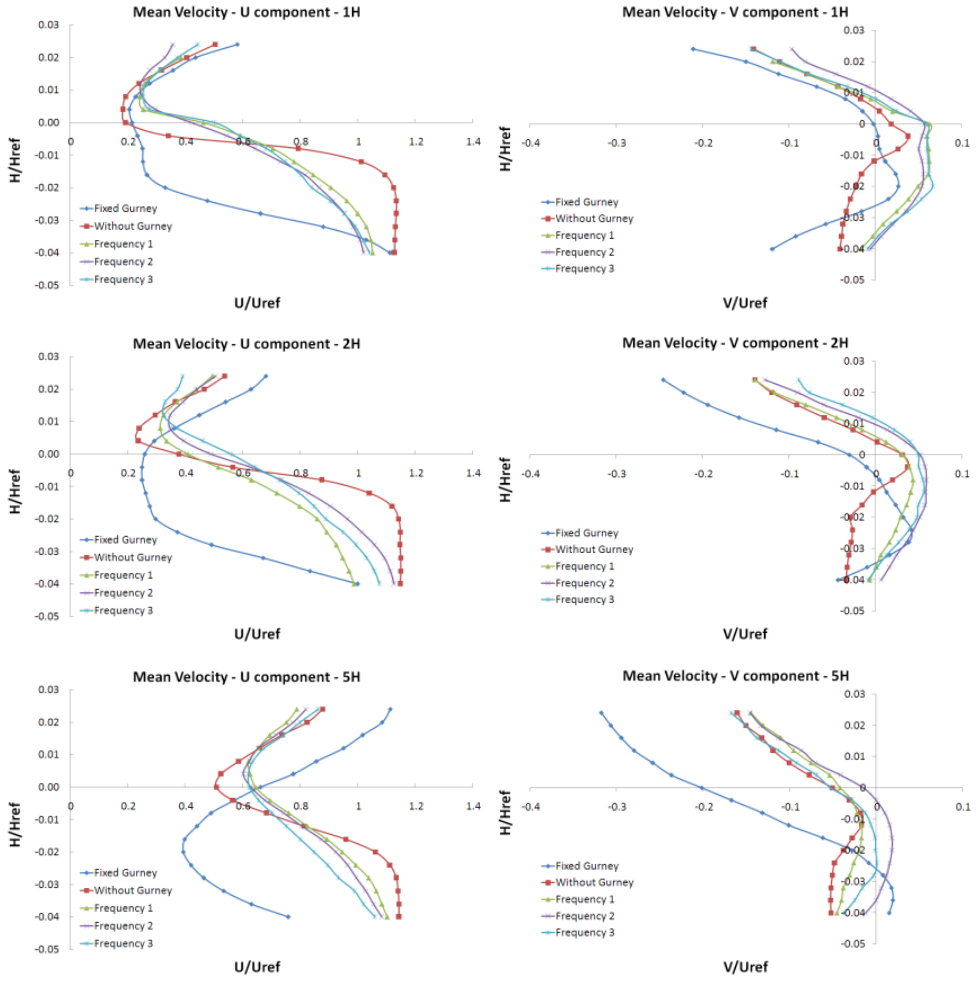 Mean Velocity - U component - 1H
H/Href
0.03
0.02
0.01
0.00
-0.01
-0.02
-0.03
-0.04
-0.05
0 0.2 0.4 0.6 0.8 1 1.2 1.4
Fixed Gurney
Without Gurney
Frequency 1
Frequency 2
Frequency 3
U/Uref
Mean Velocity - V component - 1H
H/Href
0.03
0.02
0.01
0
-0.01
-0.02
-0.03
-0.04
-0.05
-0.4 -0.3 -0.2 -0.1 0 0.1
Fixed Gurney
Without Gurney
Frequency 1
Frequency 2
Frequency 3
V/Uref
Mean Velocity - U component - 2H
H/Href
0.03
0.02
0.01
0.00
-0.01
-0.02
-0.03
-0.04
-0.05
0 0.2 0.4 0.6 0.8 1 1.2 1.4
Fixed Gurney
Without Gurney
Frequency 1
Frequency 2
Frequency 3
U/Uref
Mean Velocity - V component - 2H
H/Href
0.03
0.02
0.01
0.00
-0.01
-0.02
-0.03
-0.04
-0.05
-0.4 -0.3 -0.2 -0.1 0 0.1
Fixed Gurney
Without Gurney
Frequency 1
Frequency 2
Frequency 3
V/Uref
Mean Velocity - U component - 5H
H/Href
0.03
0.02
0.01
0.00
-0.01
-0.02
-0.03
-0.04
-0.05
0 0.2 0.4 0.6 0.8 1 1.2 1.4
Fixed Gurney
Without Gurney
Frequency 1
Frequency 2
Frequency 3
U/Uref
Mean Velocity - V component - 5H
H/Href
0.03
0.02
0.01
0.00
-0.01
-0.02
-0.03
-0.04
-0.05
-0.4 -0.3 -0.2 -0.1 0 0.1
Fixed Gurney
Without Gurney
Frequency 1
Frequency 2
Frequency 3
V/Uref